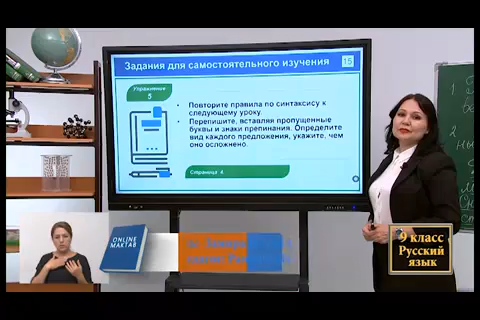 Задания для самостоятельного изучения
15
Упражнение
5
• Повторите правила по синтаксису к
следующему уроку.
• Перепишите, вставляя пропущенные
буквы и знаки препинания. Определите
вид каждого предложения, укажите, чем
оно осложнено.
Страница 4
ONLINE
MAKTAB
9 класс
Русский
язык